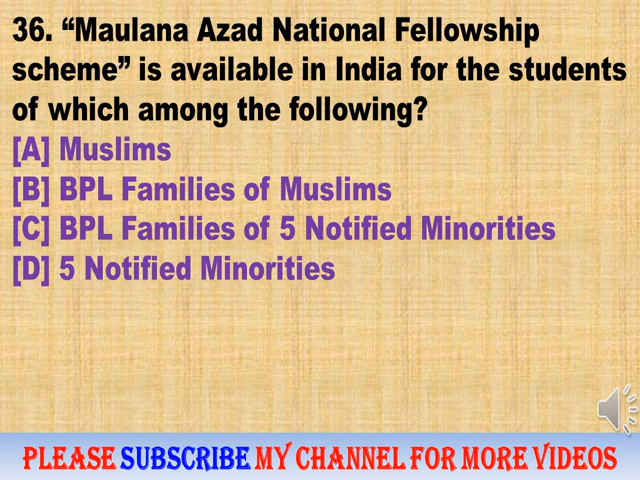 36. “Maulana Azad National Fellowship
scheme” is available in India for the students
of which among the following?
[A] Muslims
[B] BPL Families of Muslims
[C] BPL Families of 5 Notified Minorities
[D] 5 Notified Minorities
PLEASE SUBSCRIBE MY CHANNEL FOR MORE VIDEOS